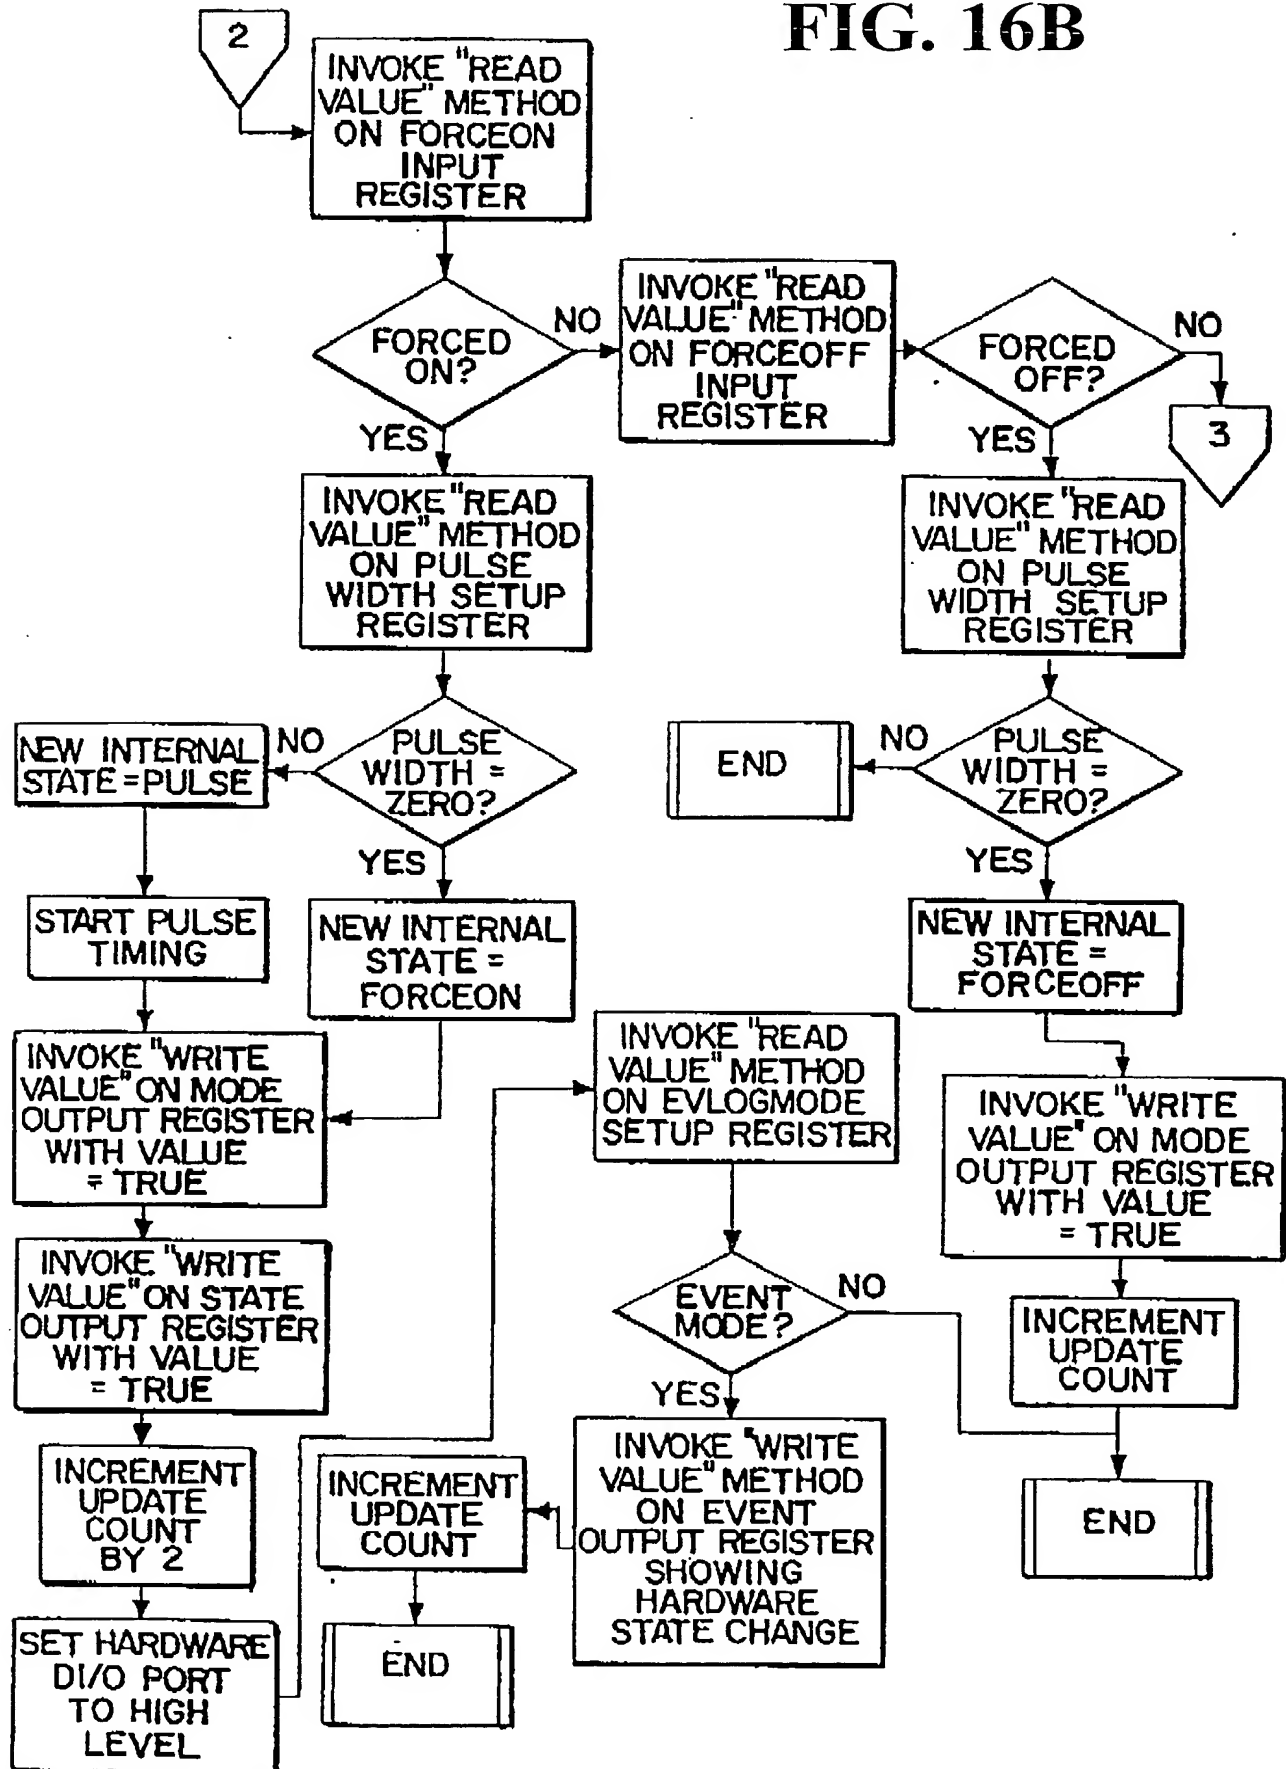 FIG. 16B
2
INVOKE "READ
VALUE" METHOD
ON FORCEON
INPUT
REGISTER
FORCED
ON?
NO
INVOKE "READ
VALUE" METHOD
ON FORCEOFF
INPUT
REGISTER
FORCED
OFF?
NO
3
YES
YES
INVOKE "READ
VALUE" METHOD
ON PULSE
WIDTH SETUP
REGISTER
INVOKE "READ
VALUE" METHOD
ON PULSE
WIDTH SETUP
REGISTER
NEW INTERNAL
STATE = PULSE
NO
PULSE
WIDTH =
ZERO?
END
NO
PULSE
WIDTH =
ZERO?
YES
YES
START PULSE
TIMING
NEW INTERNAL
STATE =
FORCEON
NEW INTERNAL
STATE =
FORCEOFF
INVOKE "WRITE
VALUE" ON MODE
OUTPUT REGISTER
WITH VALUE
= TRUE
INVOKE "READ
VALUE" METHOD
ON EVLOGMODE
SETUP REGISTER
INVOKE "WRITE
VALUE" ON MODE
OUTPUT REGISTER
WITH VALUE
= TRUE
INVOKE "WRITE
VALUE" ON STATE
OUTPUT REGISTER
WITH VALUE
= TRUE
EVENT
MODE?
NO
INCREMENT
UPDATE
COUNT
YES
INCREMENT
UPDATE
COUNT
BY 2
INCREMENT
UPDATE
COUNT
INVOKE "WRITE
VALUE" METHOD
ON EVENT
OUTPUT REGISTER
SHOWING
HARDWARE
STATE CHANGE
END
SET HARDWARE
DI/O PORT
TO HIGH
LEVEL
END